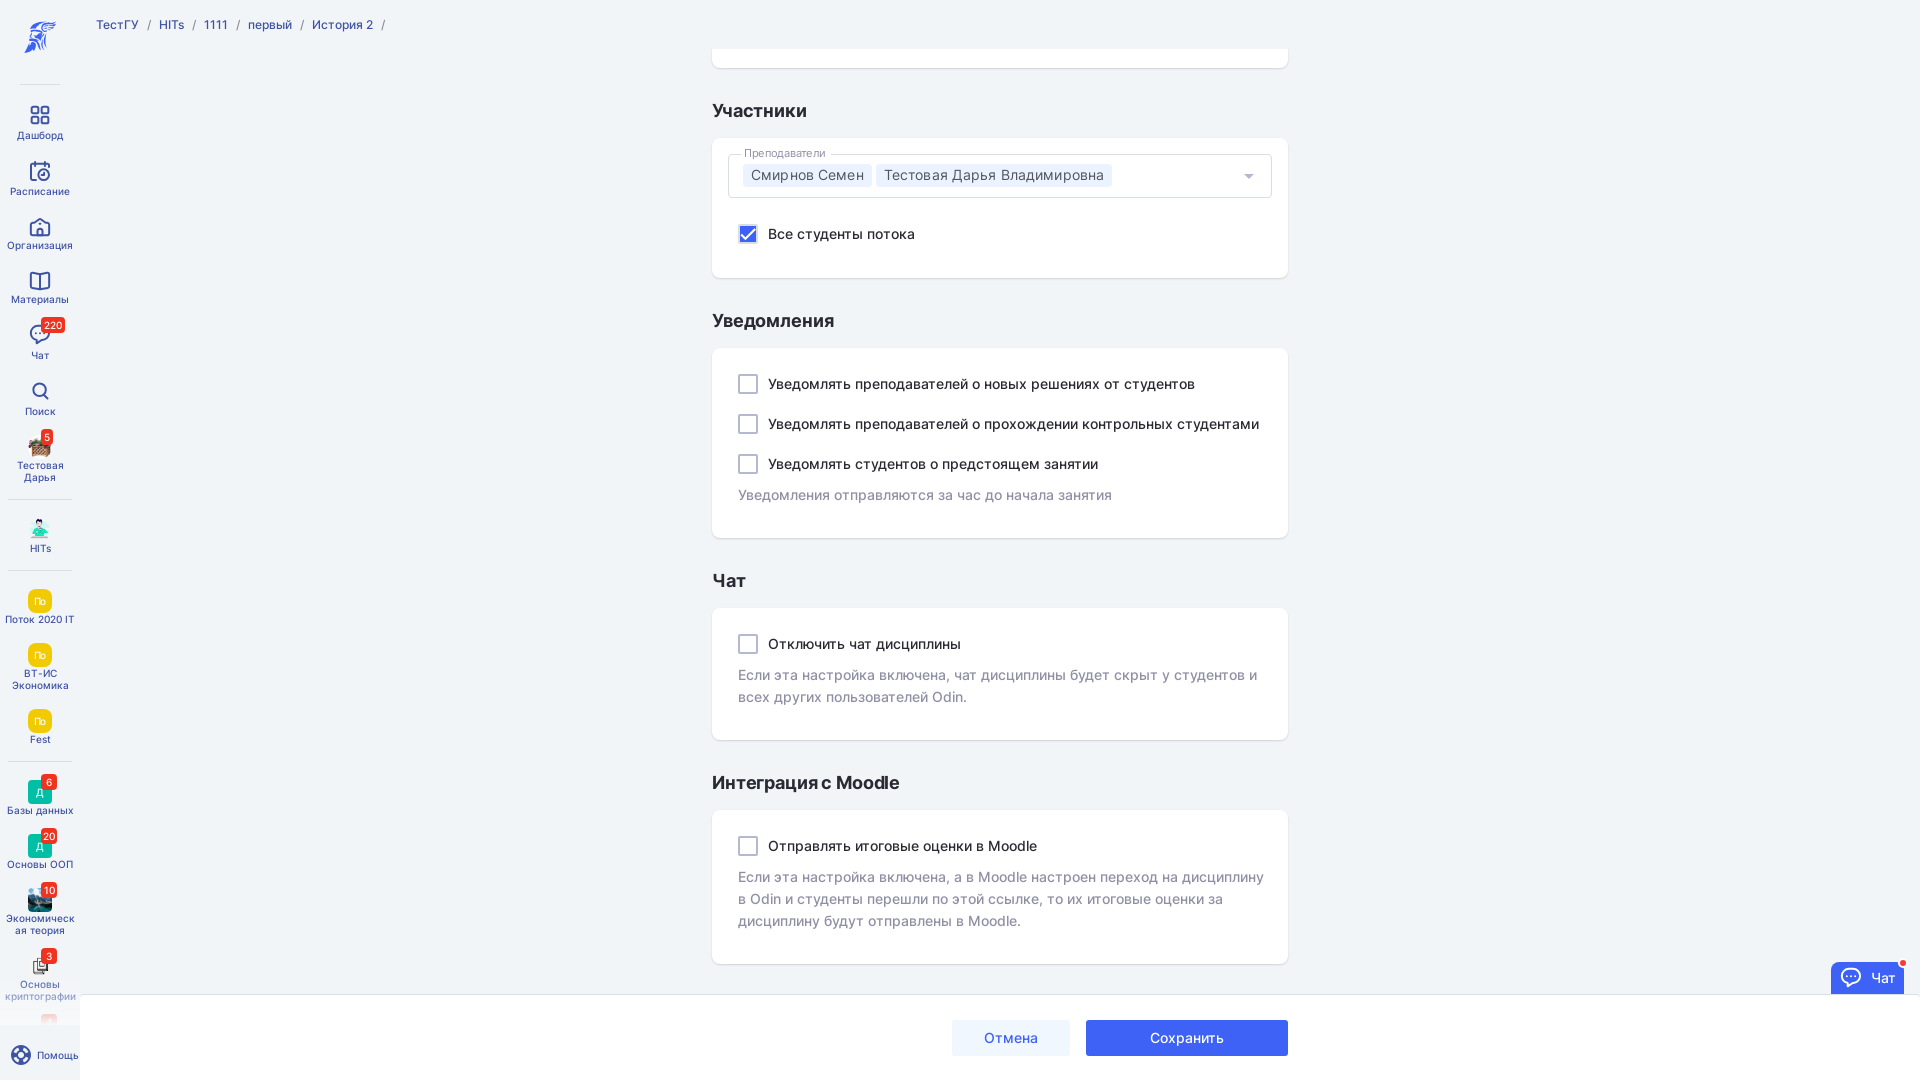 ТестГУ / HITs / 1111 / первый / История 2 /
Дашборд
Расписание
Организация
Материалы
220
Чат
Поиск
5
Тестовая
Дарья
HITs
По
Поток 2020 IT
По
ВТ-ИС
Экономика
По
Fest
6
Д
Базы данных
20
Д
Основы ООП
10
Экономическ
ая теория
3
Основы
криптографии
Помощь
Участники
Преподаватели
Смирнов Семен
Тестовая Дарья Владимировна
Все студенты потока
Уведомления
Уведомлять преподавателей о новых решениях от студентов
Уведомлять преподавателей о прохождении контрольных студентами
Уведомлять студентов о предстоящем занятии
Уведомления отправляются за час до начала занятия
Чат
Отключить чат дисциплины
Если эта настройка включена, чат дисциплины будет скрыт у студентов и
всех других пользователей Odin.
Интеграция с Moodle
Отправлять итоговые оценки в Moodle
Если эта настройка включена, а в Moodle настроен переход на дисциплину
в Odin и студенты перешли по этой ссылке, то их итоговые оценки за
дисциплину будут отправлены в Moodle.
Чат
Отмена
Сохранить